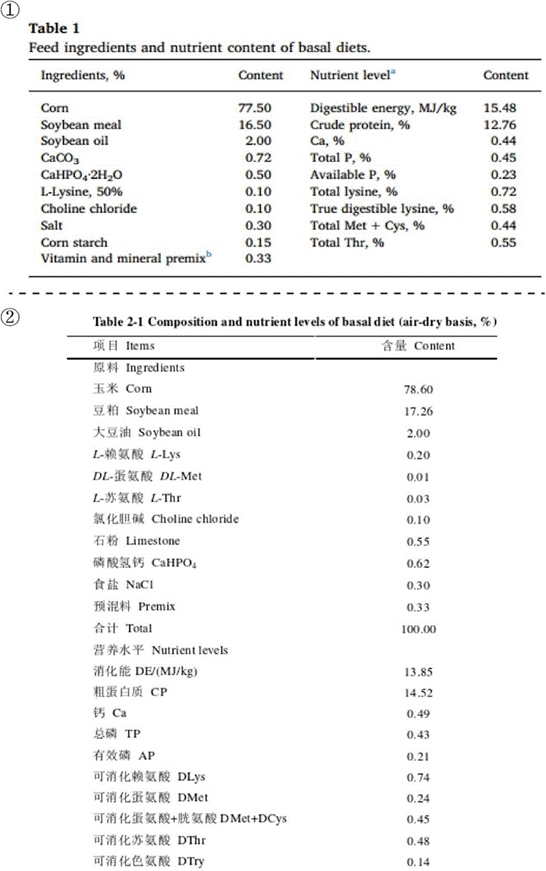 ①
Table 1
Feed ingredients and nutrient content of basal diets.
Ingredients, % Content Nutrient levelᵃ Content
Corn 77.50 Digestible energy, MJ/kg 15.48
Soybean meal 16.50 Crude protein, % 12.76
Soybean oil 2.00 Ca, % 0.44
CaCO₃ 0.72 Total P, % 0.45
CaHPO₄·2H₂O 0.50 Available P, % 0.23
L-Lysine, 50% 0.10 Total lysine, % 0.72
Choline chloride 0.10 True digestible lysine, % 0.58
Salt 0.30 Total Met + Cys, % 0.44
Corn starch 0.15 Total Thr, % 0.55
Vitamin and mineral premixᵇ 0.33
②
Table 2-1 Composition and nutrient levels of basal diet (air-dry basis, %)
项目 Items 含量 Content
原料 Ingredients
玉米 Corn 78.60
豆粕 Soybean meal 17.26
大豆油 Soybean oil 2.00
L-赖氨酸 L-Lys 0.20
DL-蛋氨酸 DL-Met 0.01
L-苏氨酸 L-Thr 0.03
氯化胆碱 Choline chloride 0.10
石粉 Limestone 0.55
磷酸氢钙 CaHPO₄ 0.62
食盐 NaCl 0.30
预混料 Premix 0.33
合计 Total 100.00
营养水平 Nutrient levels
消化能 DE/(MJ/kg) 13.85
粗蛋白质 CP 14.52
钙 Ca 0.49
总磷 TP 0.43
有效磷 AP 0.21
可消化赖氨酸 DLys 0.74
可消化蛋氨酸 DMet 0.24
可消化蛋氨酸+胱氨酸 DMet+DCys 0.45
可消化苏氨酸 DThr 0.48
可消化色氨酸 DTry 0.14